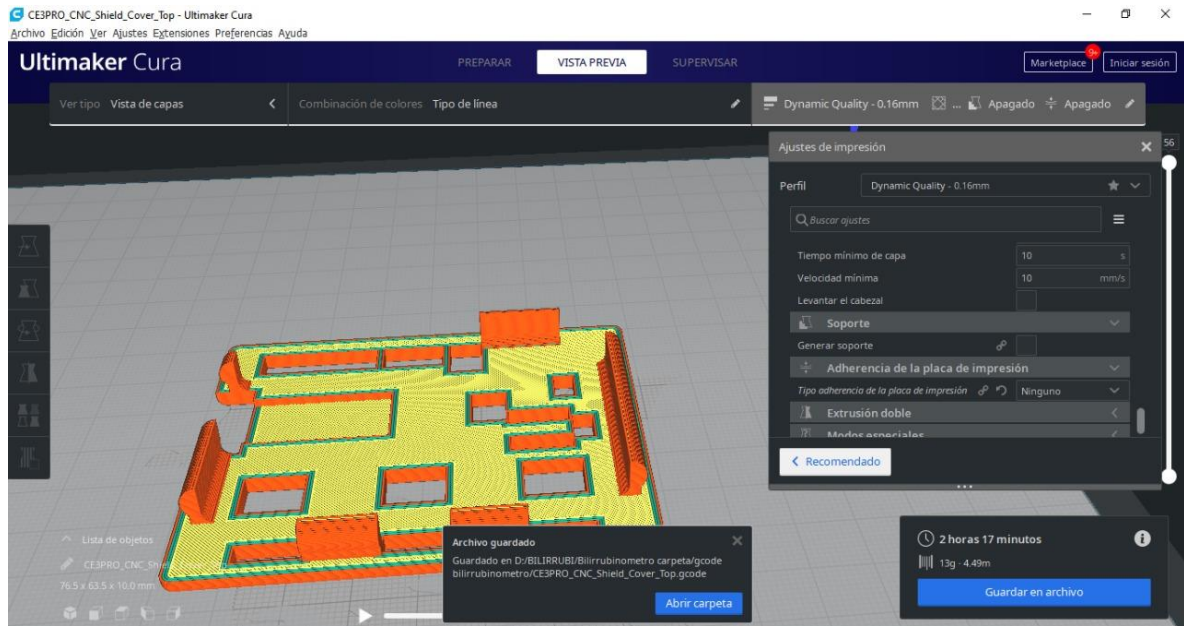 CE3PRO_CNC_Shield_Cover_Top - Ultimaker Cura
Archivo Edición Ver Ajustes Extensiones Preferencias Ayuda
Ultimaker Cura
PREPARAR
VISTA PREVIA
SUPERVISAR
Marketplace
9+
Iniciar sesión
Ver tipo Vista de capas
Combinación de colores Tipo de línea
Dynamic Quality - 0.16mm ... Apagado Apagado
Ajustes de impresión
56
Perfil Dynamic Quality - 0.16mm
Buscar ajustes
Tiempo mínimo de capa 10 s
Velocidad mínima 10 mm/s
Levantar el cabezal
Soporte
Generar soporte
Adherencia de la placa de impresión
Tipo adherencia de la placa de impresión Ninguno
Extrusión doble
Modos especiales
Recomendado
Lista de objetos
CE3PRO_CNC_Shield
76.5 x 63.5 x 10.0 mm
Archivo guardado
Guardado en D:/BILIRRUBI/Bilirrubinometro carpeta/gcode
bilirrubinometro/CE3PRO_CNC_Shield_Cover_Top.gcode
Abrir carpeta
2 horas 17 minutos
13g · 4.49m
Guardar en archivo